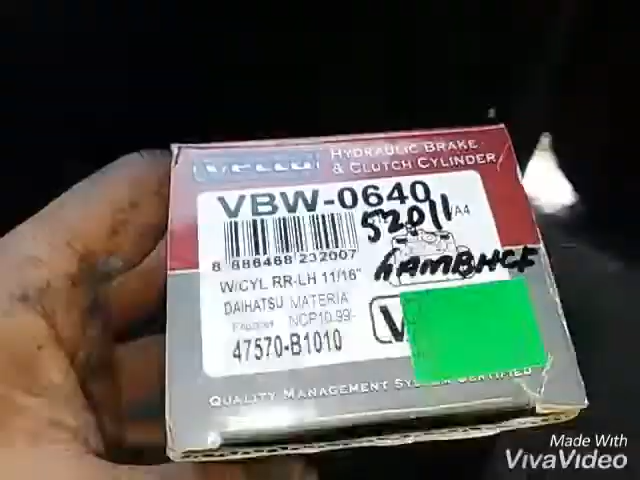 HYDRAULIC BRAKE
& CLUTCH CYLINDER
VBW-0640
/A4
52011
8 886468 232007
W/CYL RR-LH 11/16"
DAIHATSU MATERIA
NCP10 99-
47570-B1010
QUALITY MANAGEMENT SYSTEM CERTIFIED
Made With
VivaVideo